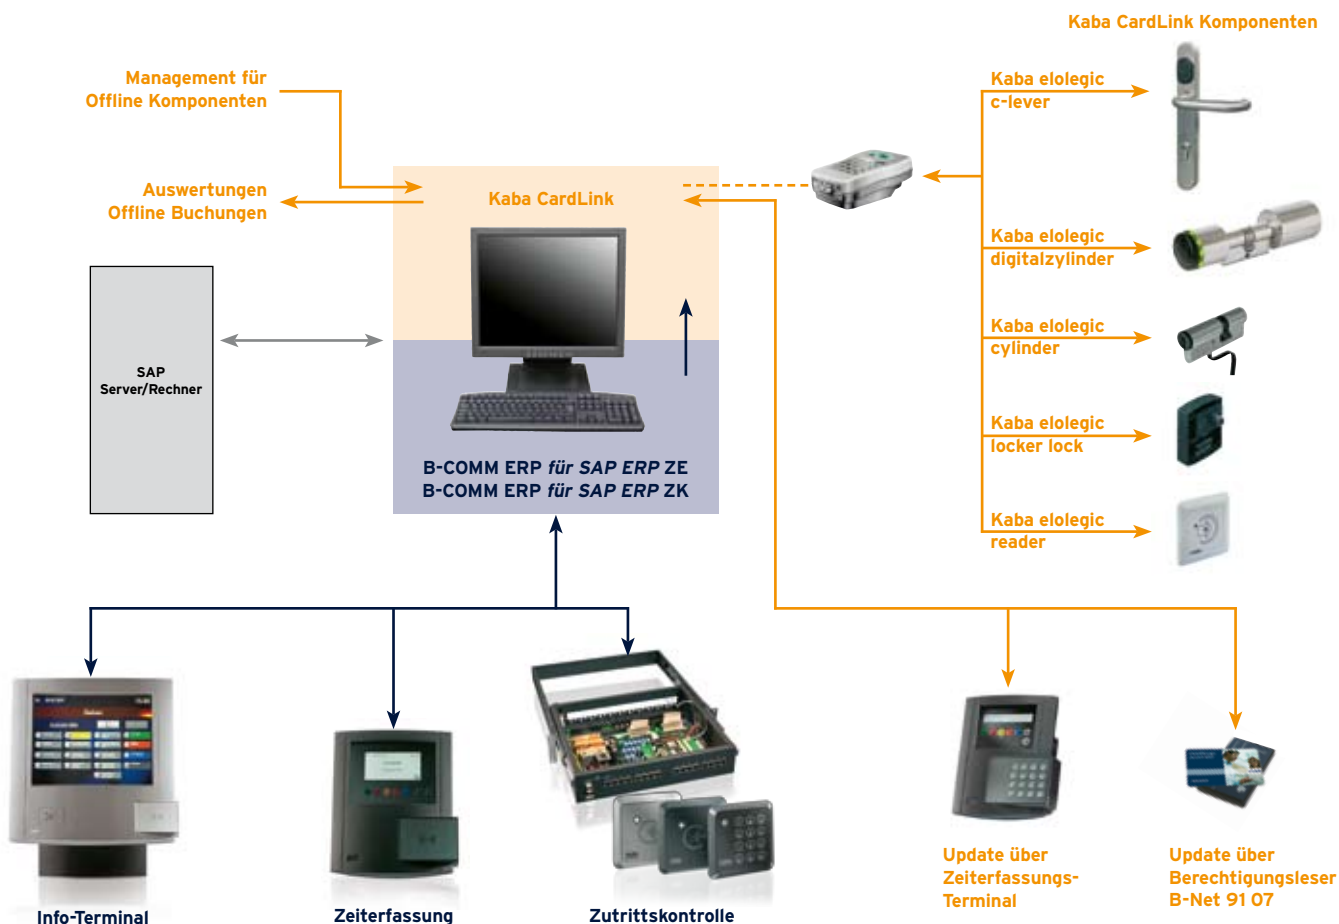 Kaba CardLink Komponenten
Management für
Offline Komponenten
Kaba elolegic
c-lever
Auswertungen
Offline Buchungen
Kaba CardLink
Kaba elolegic
digitalzylinder
Kaba elolegic
cylinder
SAP
Server/Rechner
Kaba elolegic
locker lock
B-COMM ERP für SAP ERP ZE
B-COMM ERP für SAP ERP ZK
Kaba elolegic
reader
Update über
Zeiterfassungs-
Terminal
Update über
Berechtigungsleser
B-Net 91 07
Info-Terminal
Zeiterfassung
Zutrittskontrolle